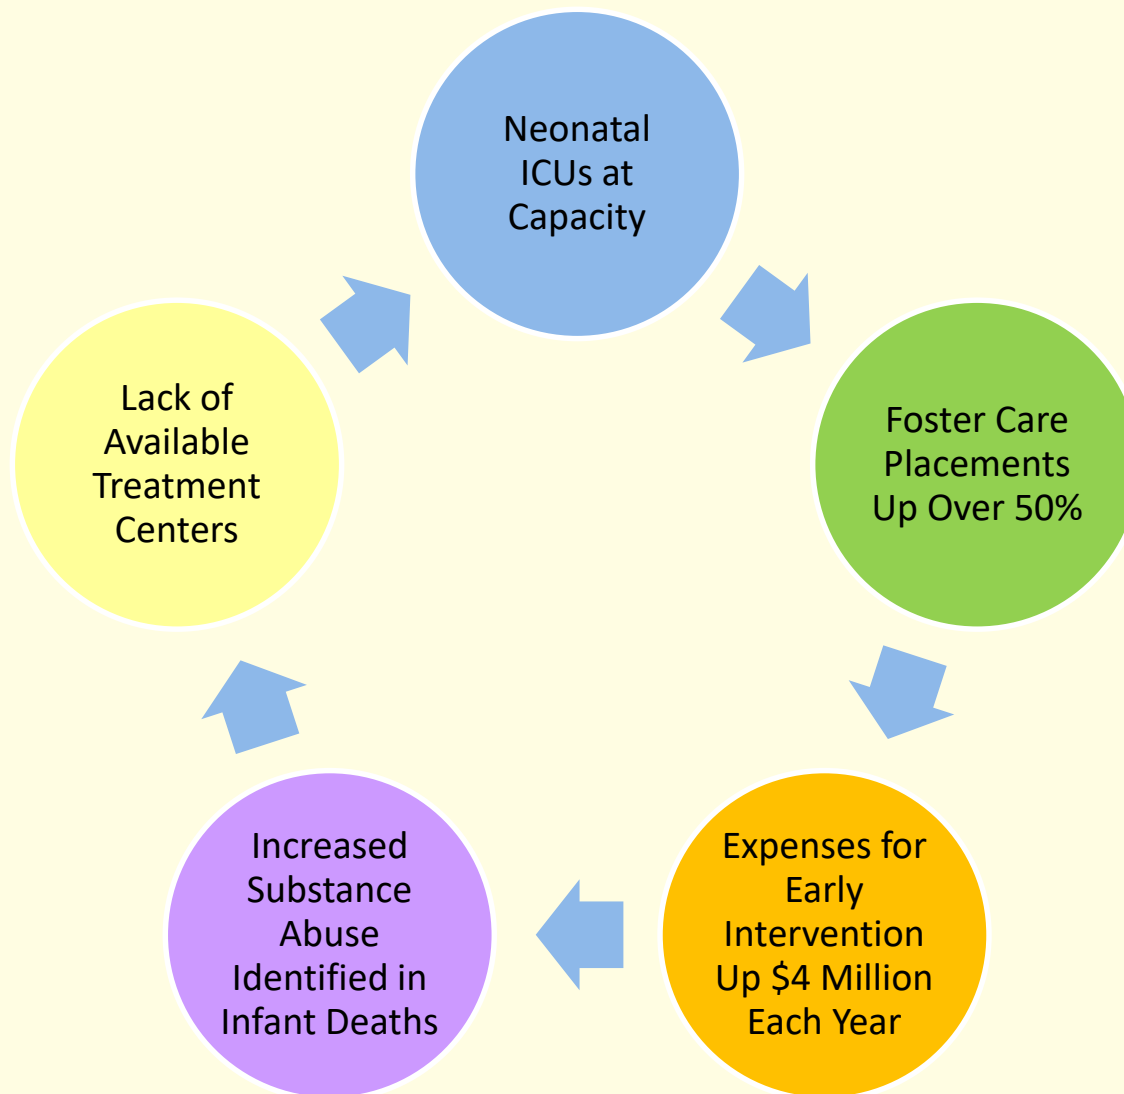 Neonatal
ICUs at
Capacity
Foster Care
Placements
Up Over 50%
Expenses for
Early
Intervention
Up $4 Million
Each Year
Increased
Substance
Abuse
Identified in
Infant Deaths
Lack of
Available
Treatment
Centers